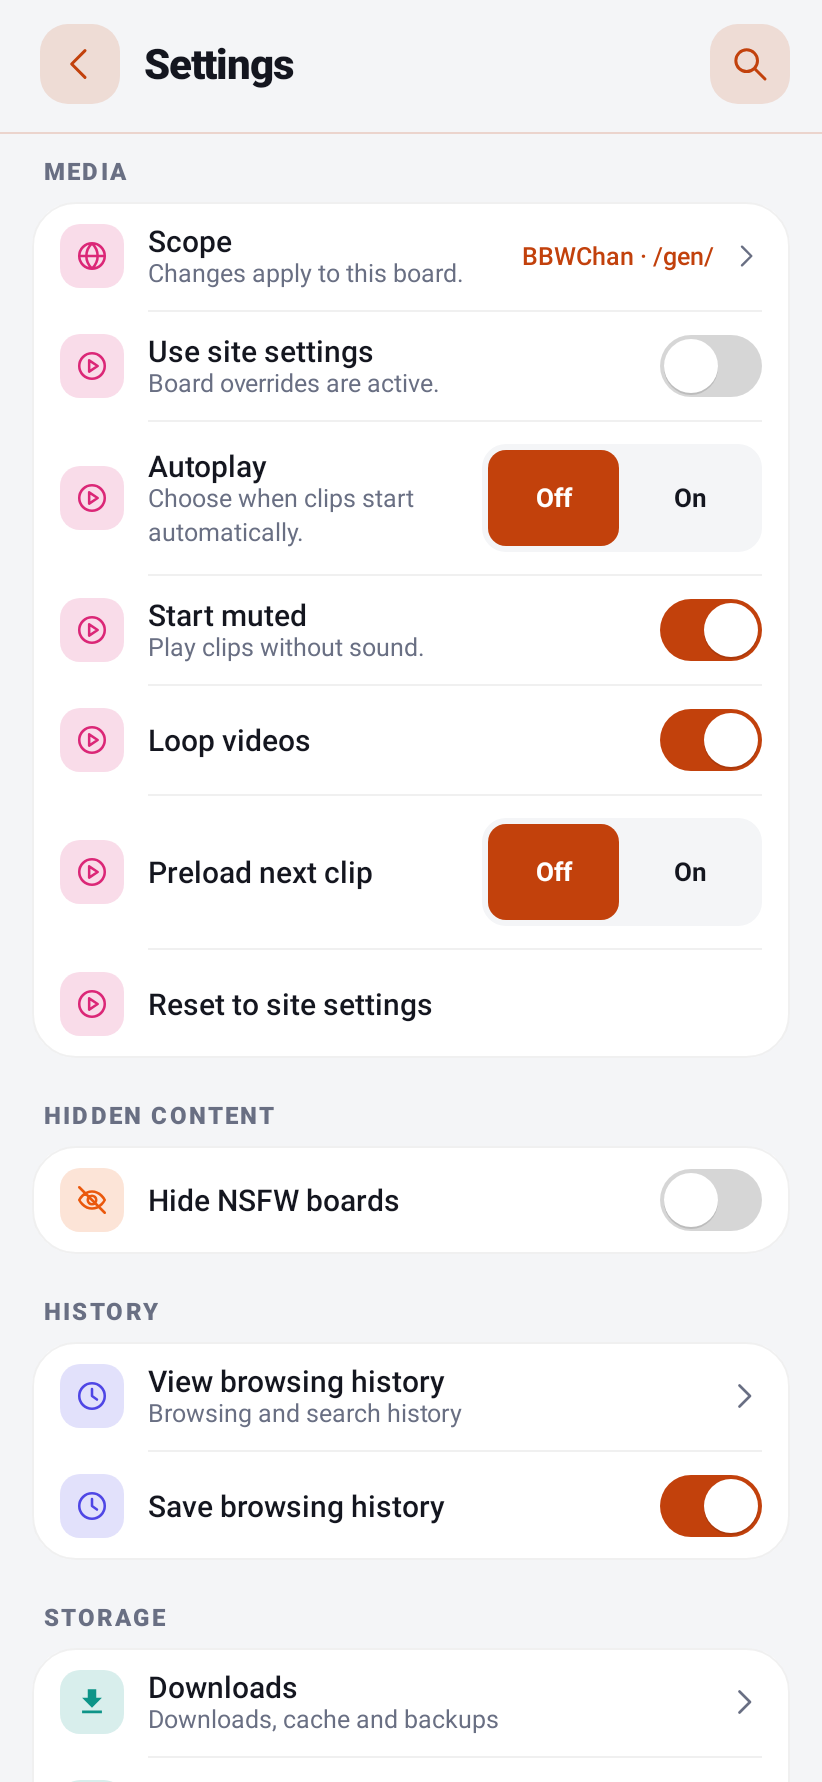 Settings
MEDIA
Scope
Changes apply to this board.
BBWChan · /gen/
Use site settings
Board overrides are active.
Autoplay
Choose when clips start
automatically.
Off
On
Start muted
Play clips without sound.
Loop videos
Preload next clip
Off
On
Reset to site settings
HIDDEN CONTENT
Hide NSFW boards
HISTORY
View browsing history
Browsing and search history
Save browsing history
STORAGE
Downloads
Downloads, cache and backups